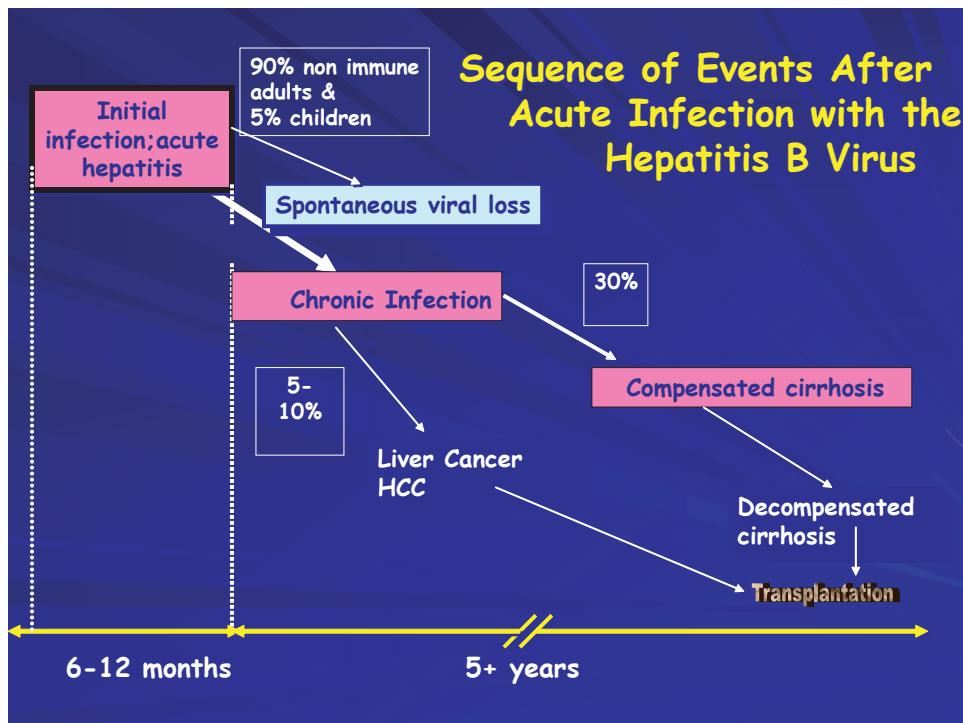 Sequence of Events After
Acute Infection with the
Hepatitis B Virus
90% non immune
adults &
5% children
Initial
infection;acute
hepatitis
Spontaneous viral loss
Chronic Infection
30%
5-
10%
Compensated cirrhosis
Liver Cancer
HCC
Decompensated
cirrhosis
Transplantation
6-12 months
5+ years